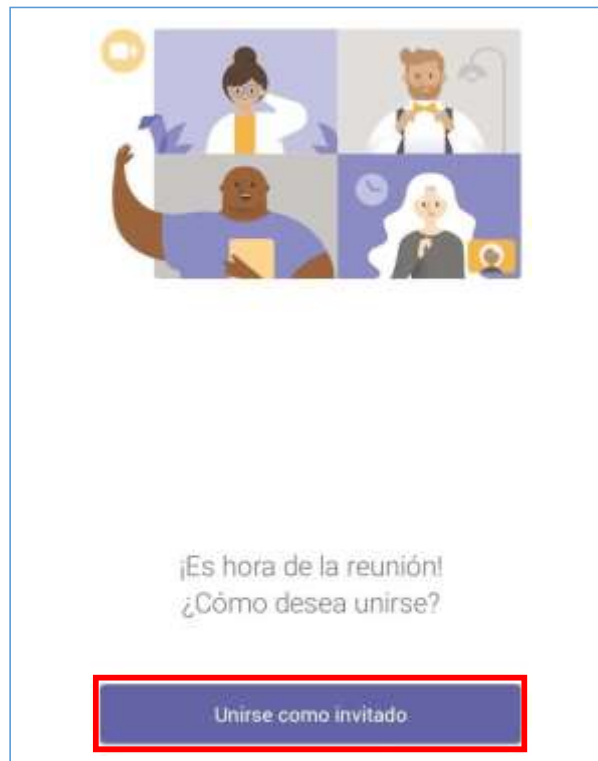 ¡Es hora de la reunión!
¿Cómo desea unirse?
Unirse como invitado